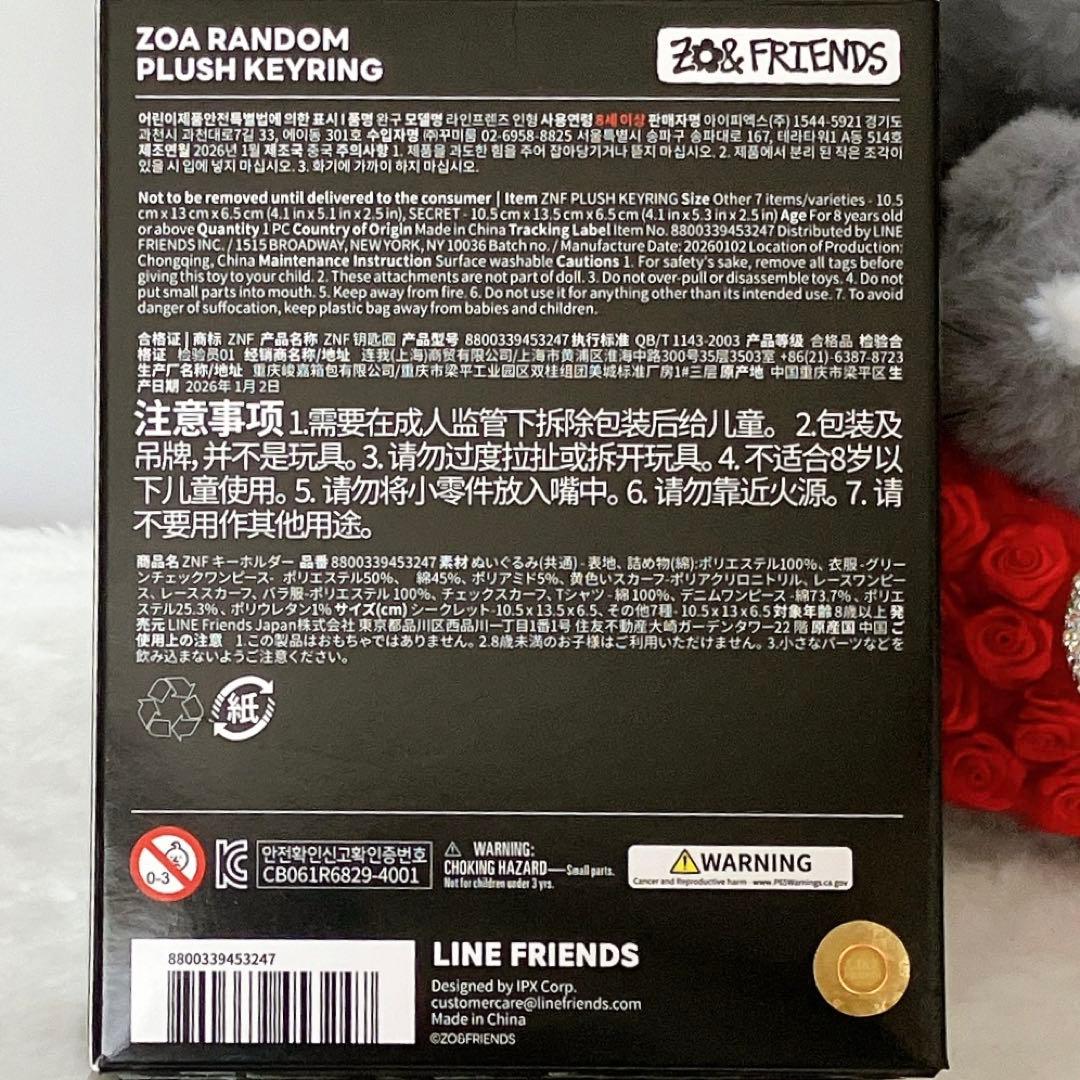 ZOA RANDOM
PLUSH KEYRING
ZO& FRIENDS
어린이제품안전특별법에 의한 표시 | 품명 완구 모델명 라인프렌즈 인형 사용연령 8세 이상 판매자명 아이피엑스(주) 1544-5921 경기도
과천시 과천대로7길 33, 에이동 301호 수입자명 ㈜꾸미룸 02-6958-8825 서울특별시 송파구 송파대로 167, 테라타워1 A동 514호
제조연월 2026년 1월 제조국 중국 주의사항 1. 제품을 과도한 힘을 주어 잡아당기거나 뜯지 마십시오. 2. 제품에서 분리 된 작은 조각이
있을 시 입에 넣지 마십시오. 3. 화기에 가까이 하지 마십시오.
Not to be removed until delivered to the consumer | Item ZNF PLUSH KEYRING Size Other 7 items/varieties - 10.5
cm x 13 cm x 6.5 cm (4.1 in x 5.1 in x 2.5 in), SECRET - 10.5 cm x 13.5 cm x 6.5 cm (4.1 in x 5.3 in x 2.5 in) Age For 8 years old
or above Quantity 1 PC Country of Origin Made in China Tracking Label Item No. 8800339453247 Distributed by LINE
FRIENDS INC. / 1515 BROADWAY, NEW YORK, NY 10036 Batch no. / Manufacture Date: 20260102 Location of Production:
Chongqing, China Maintenance Instruction Surface washable Cautions 1. For safety's sake, remove all tags before
giving this toy to your child. 2. These attachments are not part of doll. 3. Do not over-pull or disassemble toys. 4. Do not
put small parts into mouth. 5. Keep away from fire. 6. Do not use it for anything other than its intended use. 7. To avoid
danger of suffocation, keep plastic bag away from babies and children.
合格证 | 商标 ZNF 产品名称 ZNF 钥匙圈 产品型号 8800339453247 执行标准 QB/T 1143-2003 产品等级 合格品 检验合
格证 检验员01 经销商名称/地址 连我(上海)商贸有限公司/上海市黄浦区淮海中路300号35层3503室 +86(21)-6387-8723
生产厂名称/地址 重庆峻嘉箱包有限公司/重庆市梁平工业园区双桂组团美城标准厂房1#三层 原产地 中国重庆市梁平区 生
产日期 2026年 1月 2日
注意事项 1.需要在成人监管下拆除包装后给儿童。 2.包装及
吊牌,并不是玩具。3. 请勿过度拉扯或拆开玩具。4. 不适合8岁以
下儿童使用。5. 请勿将小零件放入嘴中。6. 请勿靠近火源。7. 请
不要用作其他用途。
商品名 ZNF キーホルダー 品番 8800339453247 素材 ぬいぐるみ(共通) - 表地、詰め物(綿):ポリエステル100%、衣服 -グリー
ンチェックワンピース- ポリエステル50%、 綿45%、ポリアミド5%、黄色いスカーフ-ポリアクリロニトリル、レースワンピー
ス、レーススカーフ、バラ服-ポリエステル 100%、チェックスカーフ、Tシャツ - 綿 100%、デニムワンピース -綿73.7%、ポリエ
ステル25.3%、ポリウレタン1% サイズ(cm) シークレット - 10.5 x 13.5 x 6.5、その他7種 - 10.5 x 13 x 6.5 対象年齢 8歳以上 発
売元 LINE Friends Japan株式会社 東京都品川区西品川一丁目1番1号 住友不動産大崎ガーデンタワー22 階 原産国 中国 ご
使用上の注意 1.この製品はおもちゃではありません。2.8歳未満のお子様はご利用いただけません。3.小さなパーツなどを
飲み込まないようご注意ください。
紙
0-3
안전확인신고확인증번호
CB061R6829-4001
WARNING:
CHOKING HAZARD—Small parts.
Not for children under 3 yrs.
WARNING
Cancer and Reproductive harm www.P65Warnings.ca.gov
8800339453247
LINE FRIENDS
Designed by IPX Corp.
customercare@linefriends.com
Made in China
©ZO&FRIENDS